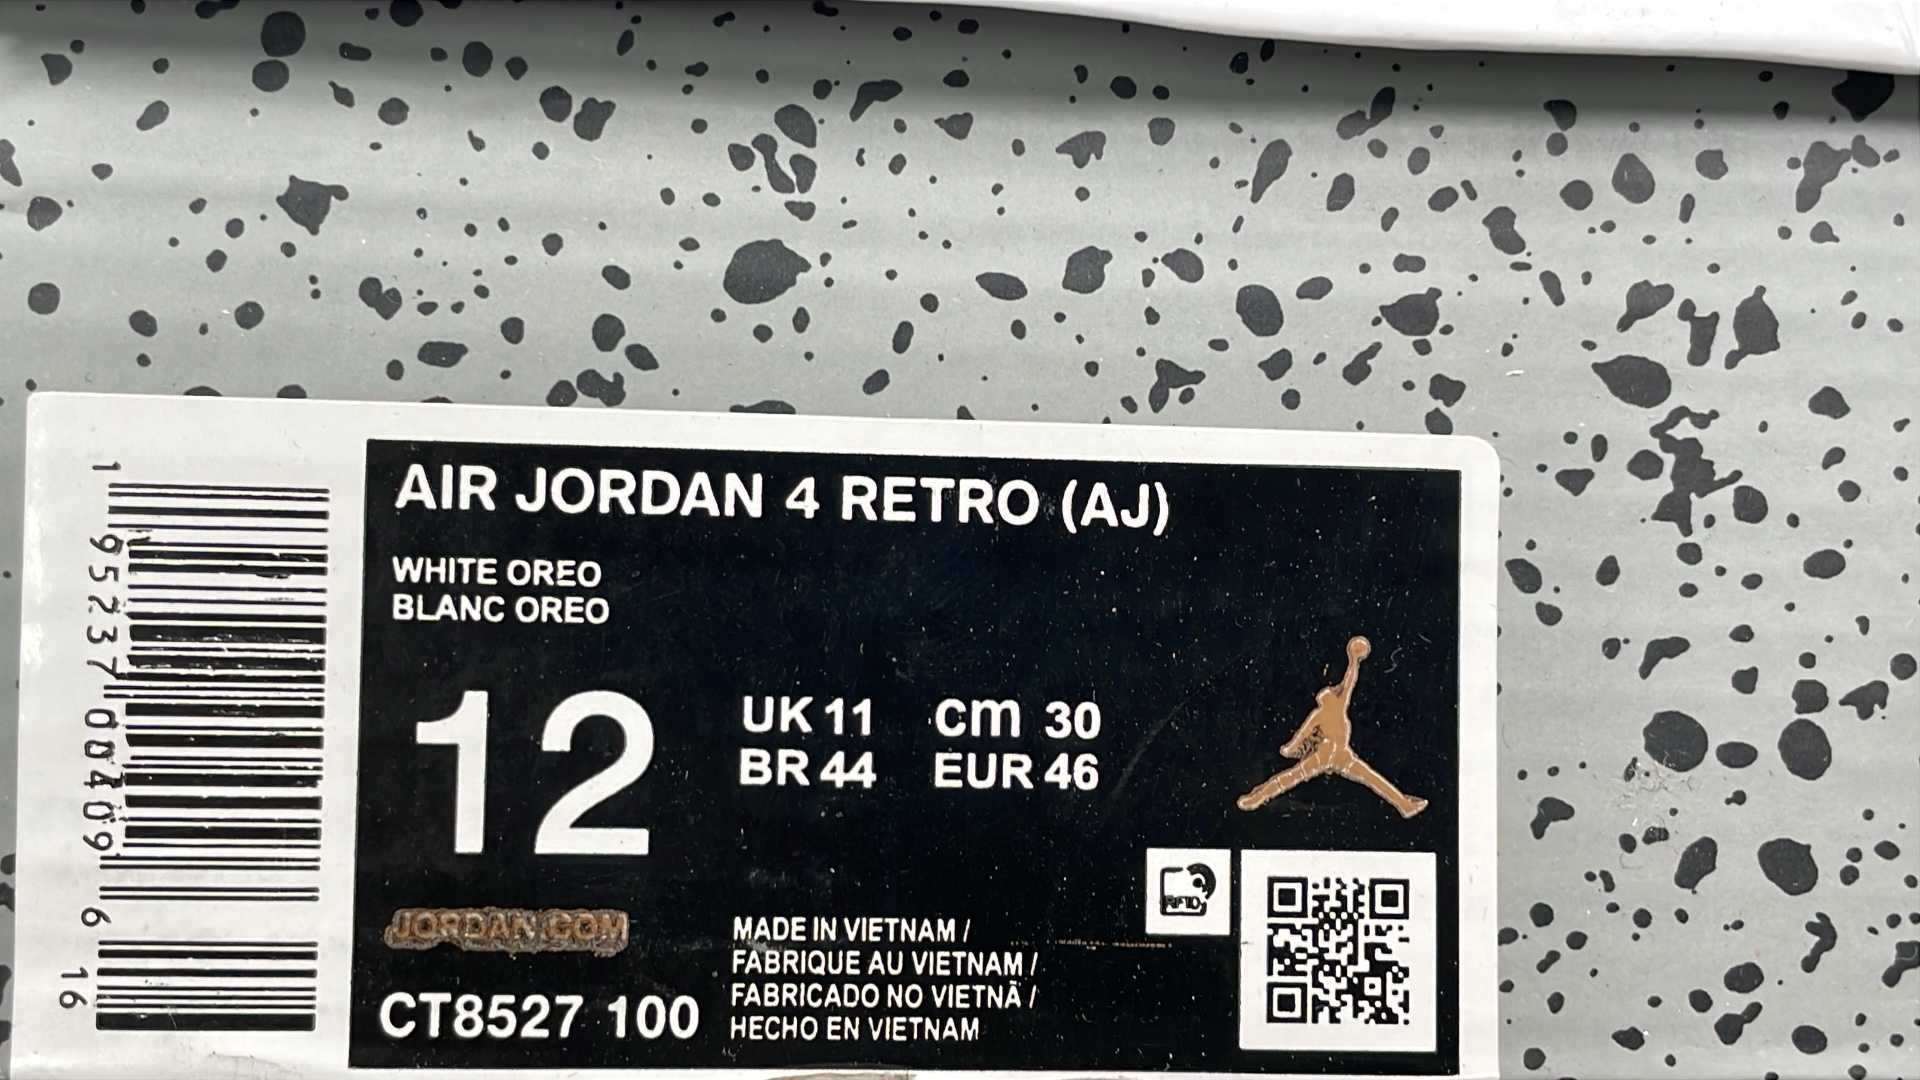 AIR JORDAN 4 RETRO (AJ)
WHITE OREO
BLANC OREO
12
UK 11 cm 30
BR 44 EUR 46
JORDAN.COM
CT8527 100
MADE IN VIETNAM /
FABRIQUE AU VIETNAM /
FABRICADO NO VIETNÃ /
HECHO EN VIETNAM
RFID
1 95237 00409 6 16